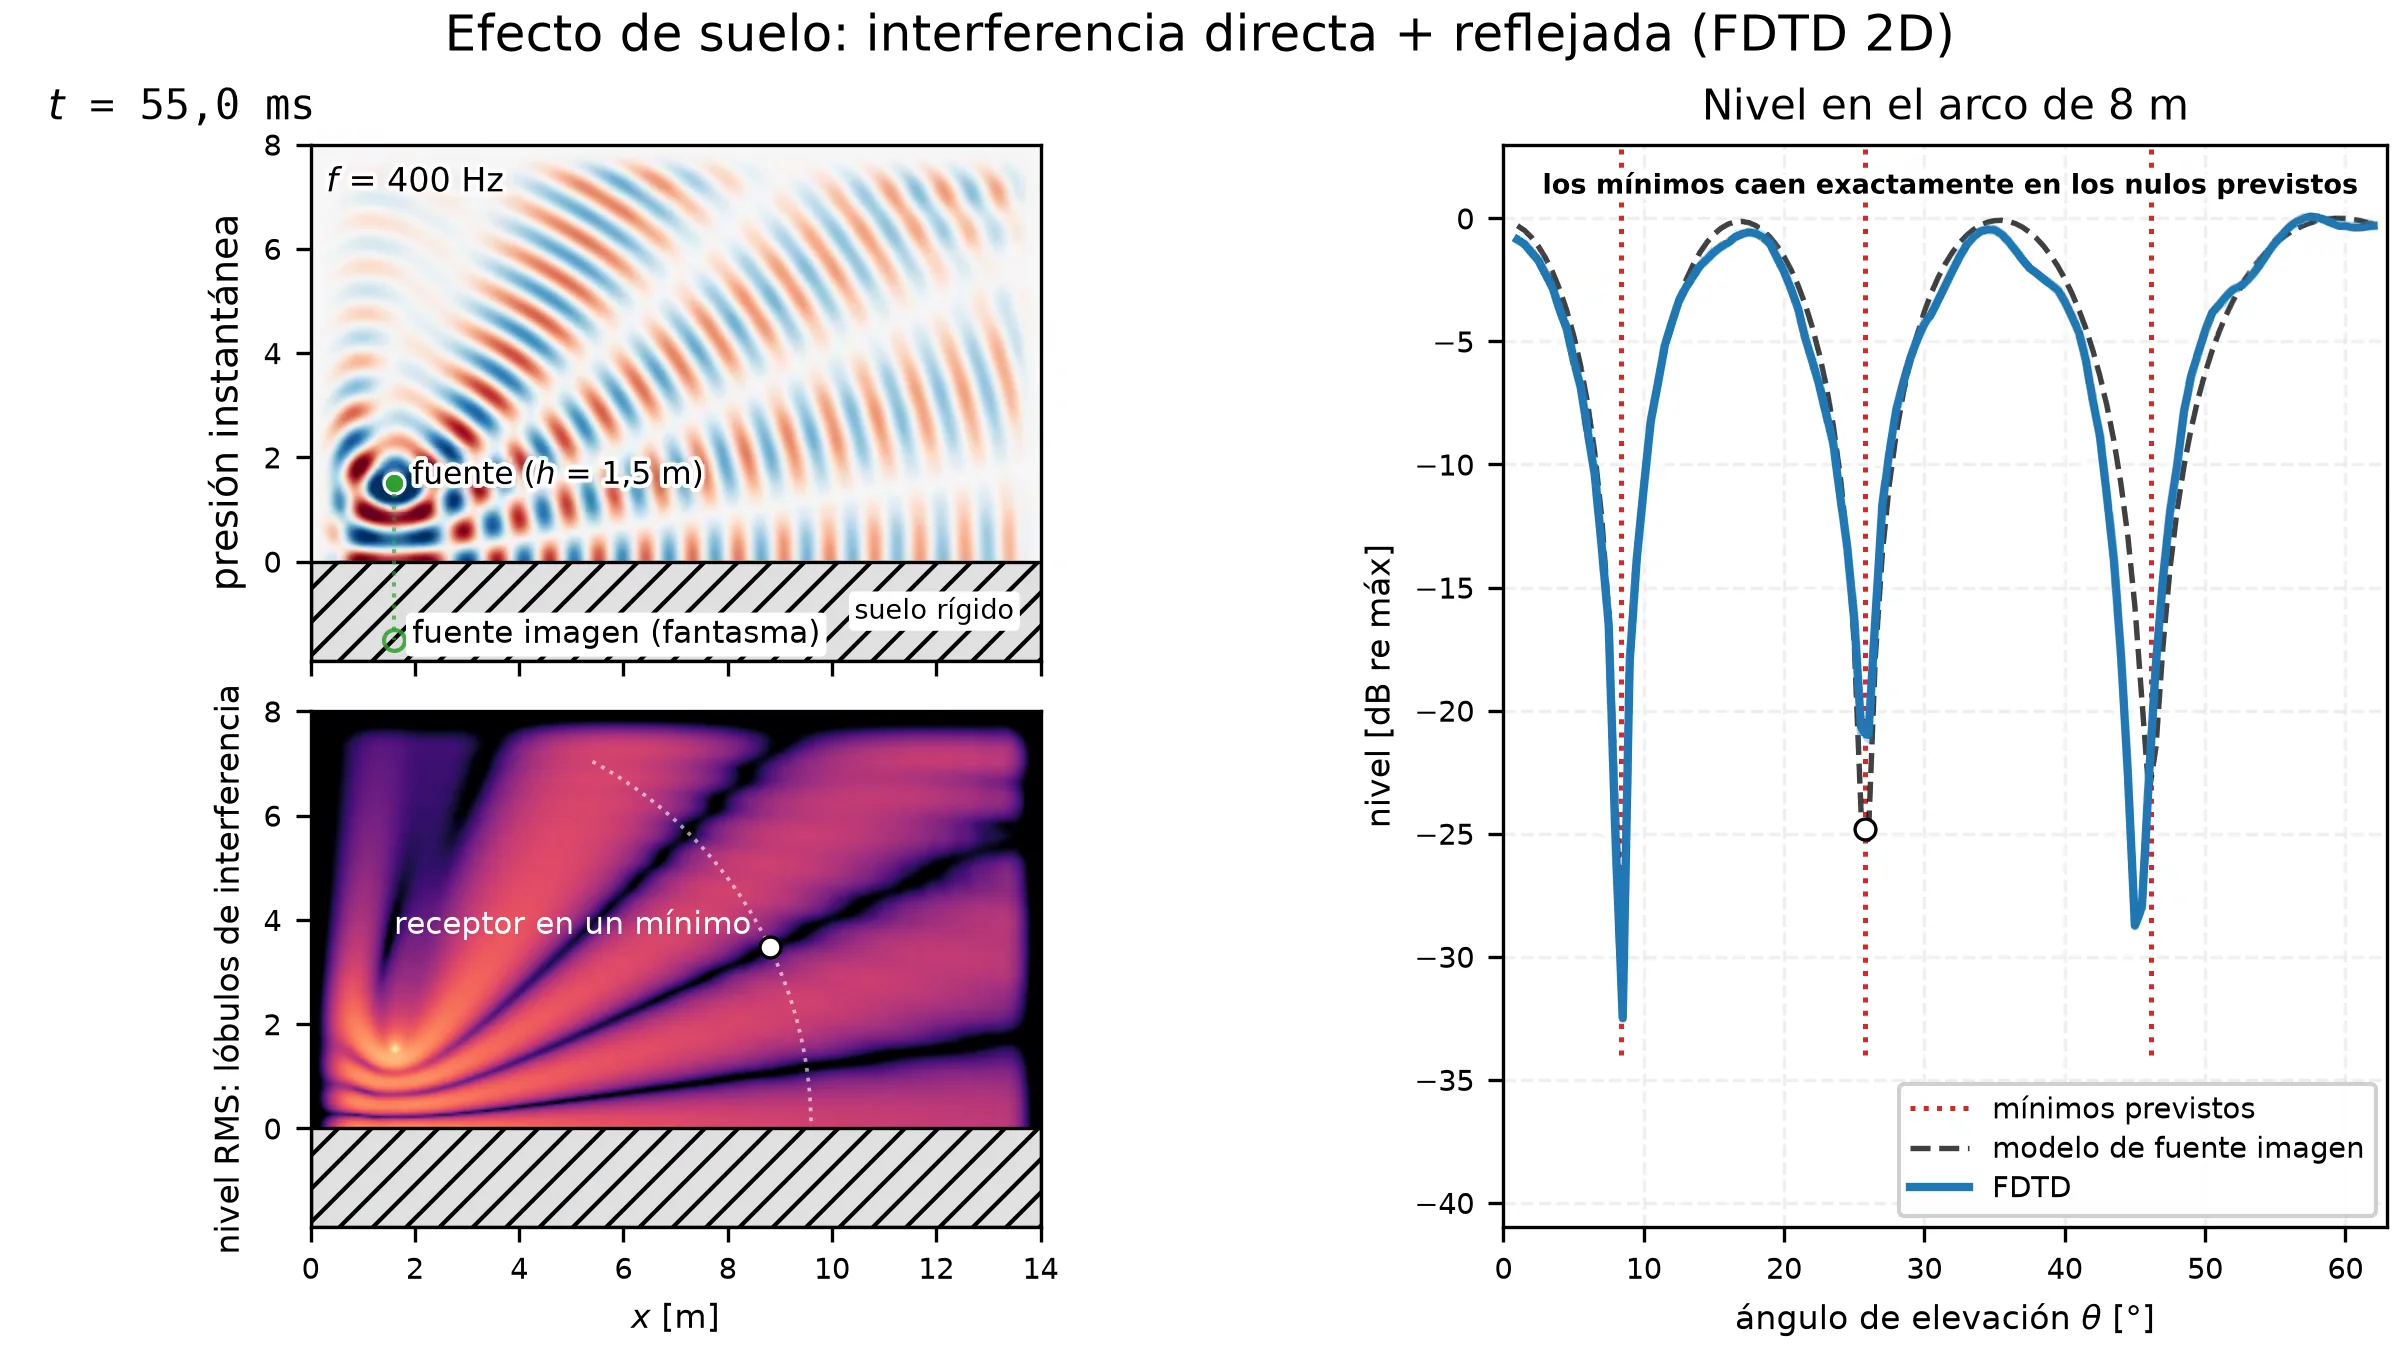 Efecto de suelo: interferencia directa + reflejada (FDTD 2D)
t = 55,0 ms
presión instantánea
8
6
4
2
0
f = 400 Hz
fuente (h = 1,5 m)
suelo rígido
fuente imagen (fantasma)
nivel RMS: lóbulos de interferencia
8
6
4
2
0
receptor en un mínimo
0 2 4 6 8 10 12 14
x [m]
Nivel en el arco de 8 m
los mínimos caen exactamente en los nulos previstos
nivel [dB re máx]
0
−5
−10
−15
−20
−25
−30
−35
−40
mínimos previstos
modelo de fuente imagen
FDTD
0 10 20 30 40 50 60
ángulo de elevación θ [°]